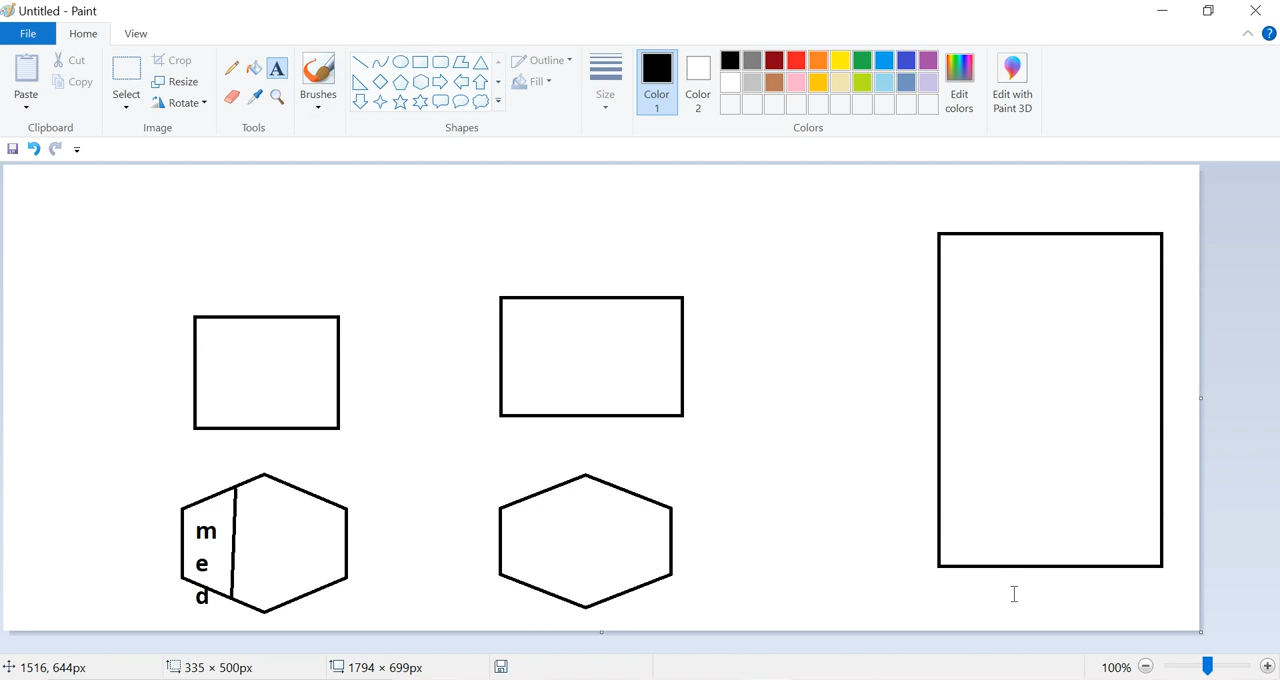 Untitled - Paint
File Home View
Paste Cut Copy Select Crop Resize Rotate A Brushes Outline Fill Size Color 1 Color 2 Edit colors Edit with Paint 3D
Clipboard Image Tools Shapes Colors
m
e
d
1516, 644px 335 × 500px 1794 × 699px 100%